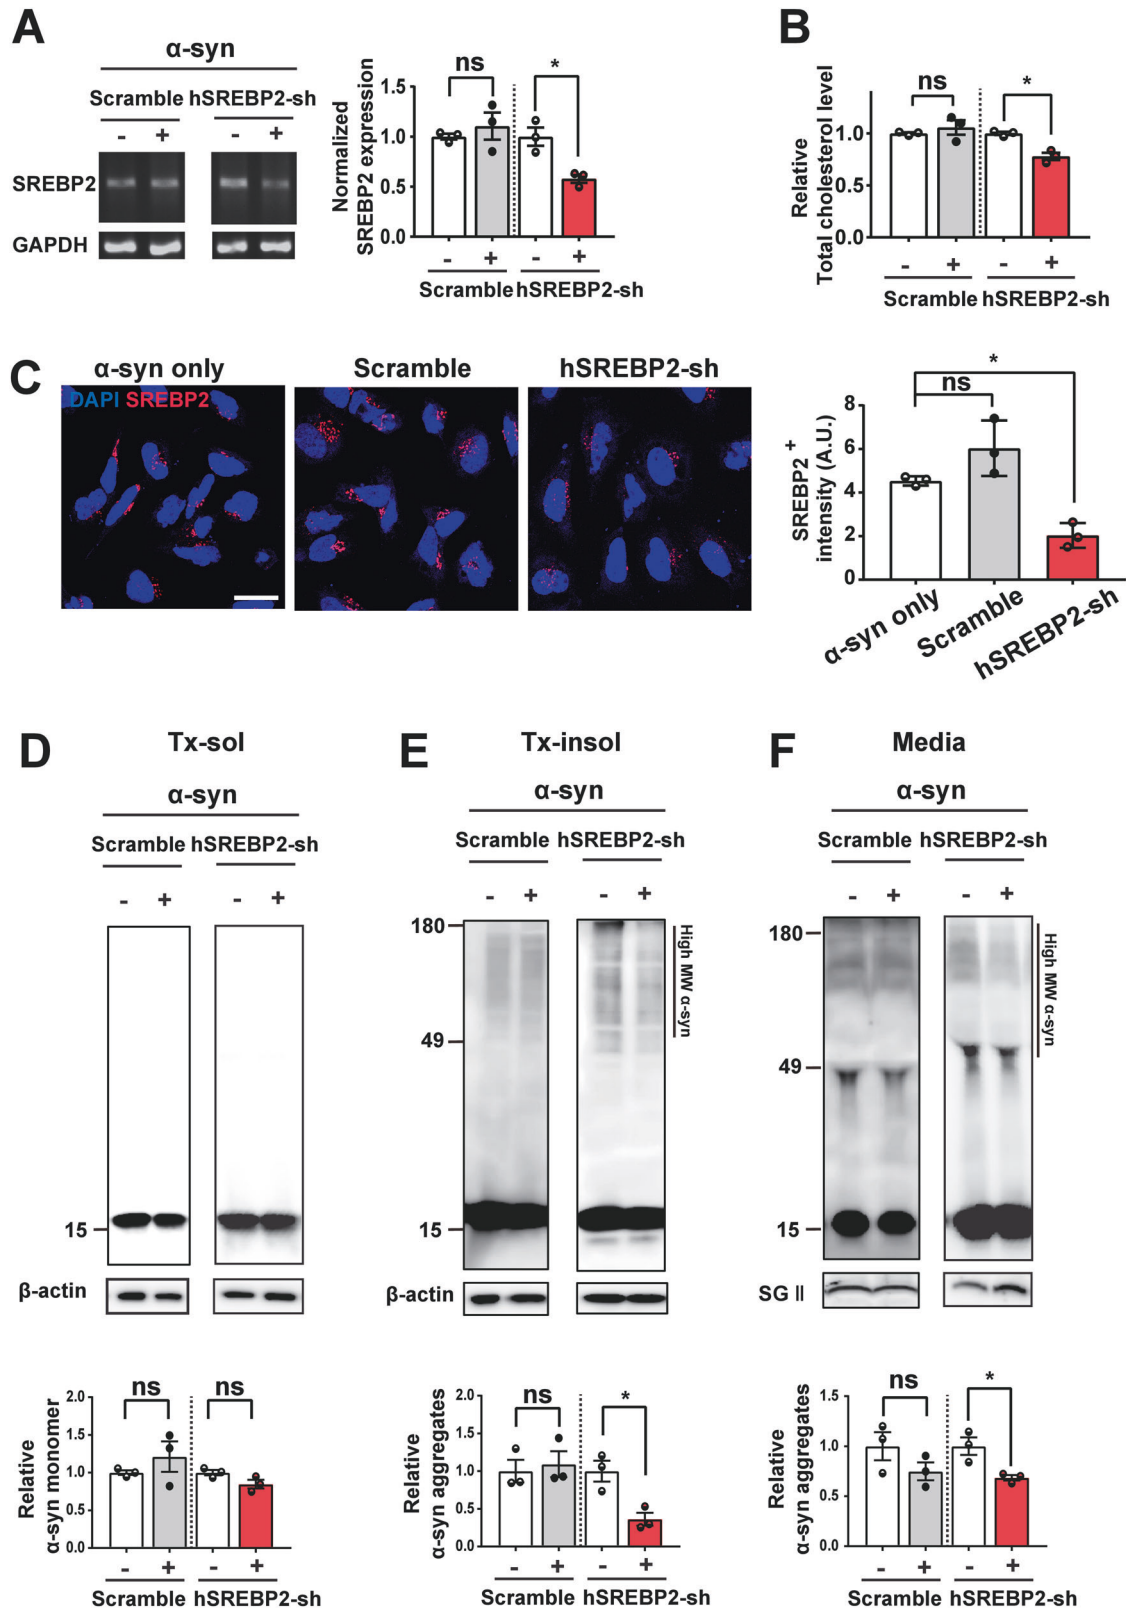 A
α-syn
Scramble hSREBP2-sh
- + - +
SREBP2
GAPDH
Normalized
SREBP2 expression
1.5
1.0
0.5
0.0
ns
*
- + - +
Scramble hSREBP2-sh
B
Relative
Total cholesterol level
1.0
0.5
0.0
ns
*
- + - +
Scramble hSREBP2-sh
C
α-syn only
Scramble
hSREBP2-sh
DAPI SREBP2
SREBP2+
intensity (A.U.)
8
6
4
2
0
ns
*
α-syn only
Scramble
hSREBP2-sh
D
Tx-sol
α-syn
Scramble hSREBP2-sh
- + - +
15
β-actin
Relative
α-syn monomer
2.0
1.5
1.0
0.5
0.0
ns
ns
- + - +
Scramble hSREBP2-sh
E
Tx-insol
α-syn
Scramble hSREBP2-sh
- + - +
180
49
15
High MW α-syn
β-actin
Relative
α-syn aggregates
2.0
1.5
1.0
0.5
0.0
ns
*
- + - +
Scramble hSREBP2-sh
F
Media
α-syn
Scramble hSREBP2-sh
- + - +
180
49
15
High MW α-syn
SG II
Relative
α-syn aggregates
1.5
1.0
0.5
0.0
ns
*
- + - +
Scramble hSREBP2-sh